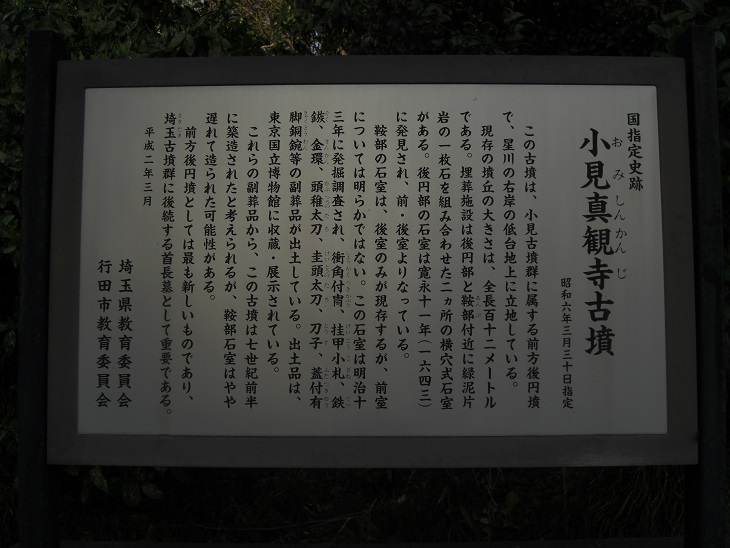 国指定史跡
小見真観寺古墳
おみしんかんじ
昭和六年三月三十日指定
この古墳は、小見古墳群に属する前方後円墳
で、星川の右岸の低台地上に立地している。
現存の墳丘の大きさは、全長百十二メートル
である。埋葬施設は後円部と鞍部付近に緑泥片
岩の一枚石を組み合わせた二ヵ所の横穴式石室
がある。後円部の石室は寛永十一年(一六四三)
に発見され、前・後室よりなっている。
鞍部の石室は、後室のみが現存するが、前室
については明らかではない。この石室は明治十
三年に発掘調査され、衝角付冑、挂甲小札、鉄
鏃、金環、頭稚太刀、圭頭太刀、刀子、蓋付有
脚銅鋺等の副葬品が出土している。出土品は、
東京国立博物館に収蔵・展示されている。
これらの副葬品から、この古墳は七世紀前半
に築造されたと考えられるが、鞍部石室はやや
遅れて造られた可能性がある。
前方後円墳としては最も新しいものであり、
埼玉古墳群に後続する首長墓として重要である。
平成二年三月
埼玉県教育委員会
行田市教育委員会